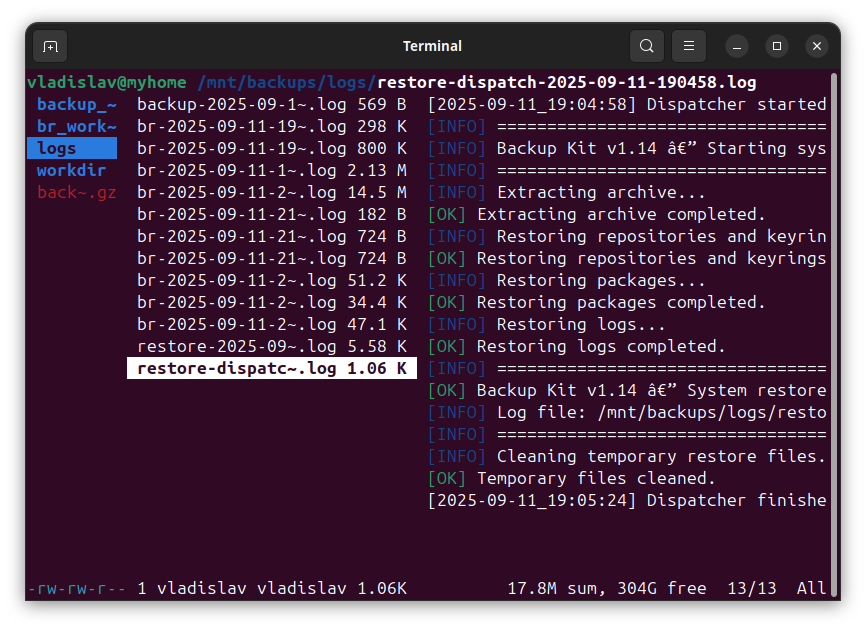 Terminal
vladislav@myhome /mnt/backups/logs/restore-dispatch-2025-09-11-190458.log
backup_~ backup-2025-09-1~.log 569 B [2025-09-11_19:04:58] Dispatcher started
br_work~ br-2025-09-11-19~.log 298 K [INFO] =================================
logs br-2025-09-11-19~.log 800 K [INFO] Backup Kit v1.14 â€” Starting sys
workdir br-2025-09-11-1~.log 2.13 M [INFO] =================================
back~.gz br-2025-09-11-2~.log 14.5 M [INFO] Extracting archive...
br-2025-09-11-21~.log 182 B [OK] Extracting archive completed.
br-2025-09-11-21~.log 724 B [INFO] Restoring repositories and keyrin
br-2025-09-11-21~.log 724 B [OK] Restoring repositories and keyrings
br-2025-09-11-2~.log 51.2 K [INFO] Restoring packages...
br-2025-09-11-2~.log 34.4 K [OK] Restoring packages completed.
br-2025-09-11-2~.log 47.1 K [INFO] Restoring logs...
restore-2025-09~.log 5.58 K [OK] Restoring logs completed.
restore-dispatc~.log 1.06 K [INFO] =================================
[OK] Backup Kit v1.14 â€” System restore
[INFO] Log file: /mnt/backups/logs/resto
[INFO] =================================
[INFO] Cleaning temporary restore files.
[OK] Temporary files cleaned.
[2025-09-11_19:05:24] Dispatcher finishe
-rw-rw-r-- 1 vladislav vladislav 1.06K 17.8M sum, 304G free 13/13 All